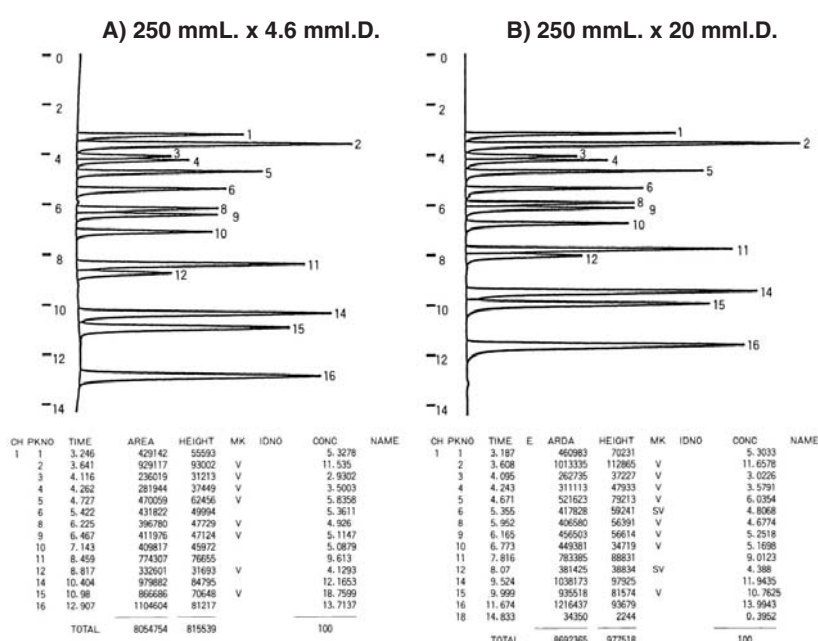 A) 250 mmL. x 4.6 mmI.D.
0
2
4
6
8
10
12
14
1
2
3
4
5
6
8
9
10
11
12
14
15
16
CH PKNO TIME AREA HEIGHT MK IDNO CONC NAME
1 1 3.246 429142 55593 5.3278
2 3.641 929117 93002 V 11.535
3 4.116 236019 31213 V 2.9302
4 4.262 281944 37449 V 3.5003
5 4.727 470059 62456 V 5.8358
6 5.422 431822 49994 5.3611
8 6.225 396780 47729 V 4.926
9 6.467 411976 47124 V 5.1147
10 7.143 409817 45972 5.0879
11 8.459 774307 76655 9.613
12 8.817 332601 31693 V 4.1293
14 10.404 979882 84795 12.1653
15 10.98 866686 70648 V 18.7599
16 12.907 1104604 81217 13.7137
TOTAL 8054754 815539 100
B) 250 mmL. x 20 mmI.D.
0
2
4
6
8
10
12
14
1
2
3
4
5
6
8
9
10
11
12
14
15
16
CH PKNO TIME E ARDA HEIGHT MK IDNO CONC NAME
1 1 3.187 460983 70231 5.3033
2 3.608 1013335 112865 V 11.6578
3 4.095 262735 37227 V 3.0226
4 4.243 311113 47933 V 3.5791
5 4.671 521623 79213 V 6.0354
6 5.355 417828 59241 SV 4.8068
8 5.952 406580 56391 V 4.6774
9 6.165 456503 56614 V 5.2518
10 6.773 449381 34719 V 5.1698
11 7.816 783385 88831 9.0123
12 8.07 381425 38834 SV 4.388
14 9.524 1038173 97925 11.9435
15 9.999 935518 81574 V 10.7625
16 11.674 1216437 93679 13.9943
18 14.833 34350 2244 0.3952
TOTAL 8692365 977518 100